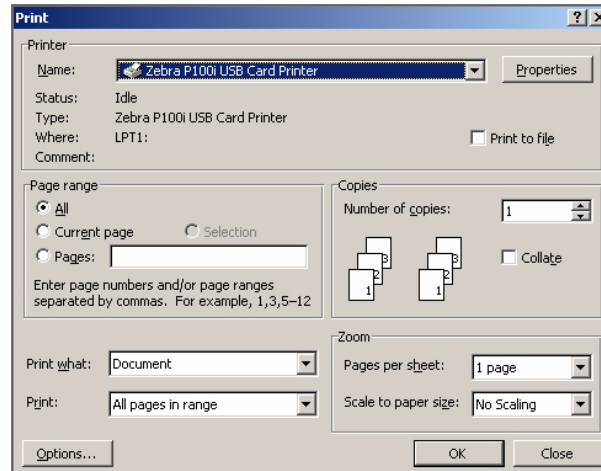 Print
Printer
Name: Zebra P100i USB Card Printer Properties
Status: Idle
Type: Zebra P100i USB Card Printer
Where: LPT1: Print to file
Comment:
Page range
All
Current page Selection
Pages:
Enter page numbers and/or page ranges
separated by commas. For example, 1,3,5–12
Copies
Number of copies: 1
1 2 3 1 2 3 Collate
Print what: Document
Print: All pages in range
Zoom
Pages per sheet: 1 page
Scale to paper size: No Scaling
Options... OK Close